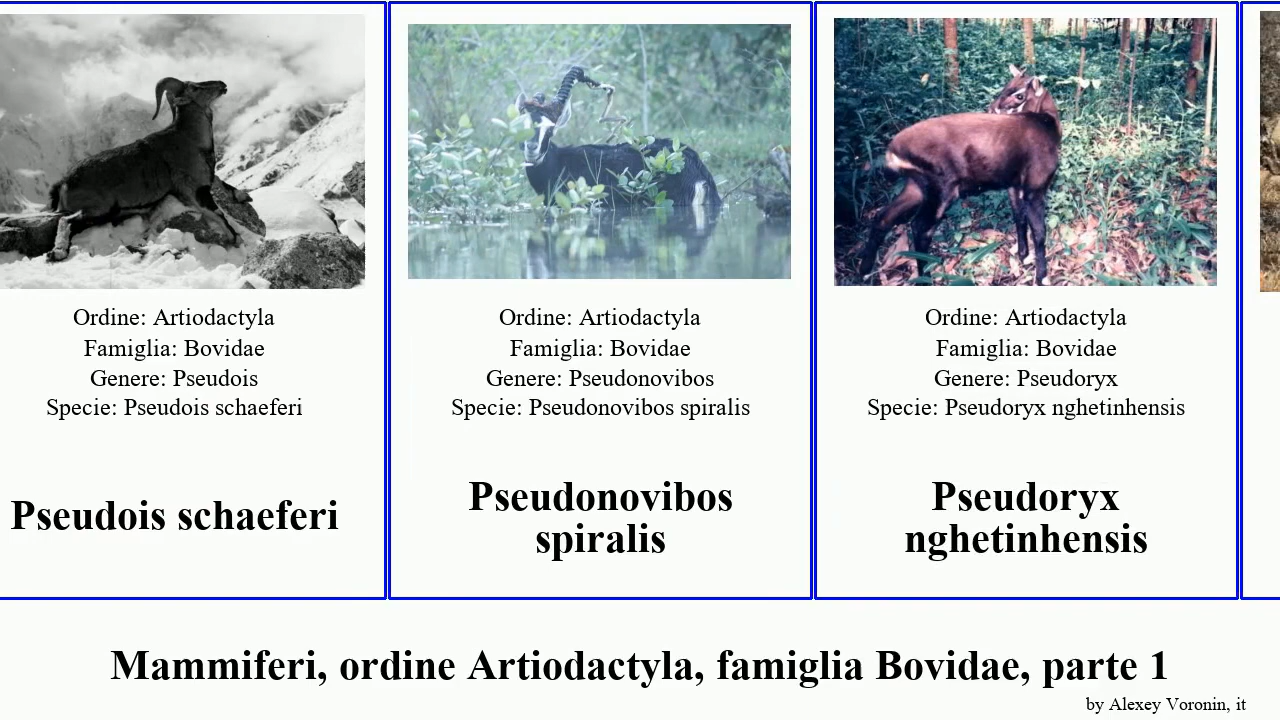 Ordine: Artiodactyla
Famiglia: Bovidae
Genere: Pseudois
Specie: Pseudois schaeferi
Pseudois schaeferi
Ordine: Artiodactyla
Famiglia: Bovidae
Genere: Pseudonovibos
Specie: Pseudonovibos spiralis
Pseudonovibos
spiralis
Ordine: Artiodactyla
Famiglia: Bovidae
Genere: Pseudoryx
Specie: Pseudoryx nghetinhensis
Pseudoryx
nghetinhensis
Mammiferi, ordine Artiodactyla, famiglia Bovidae, parte 1
by Alexey Voronin, it